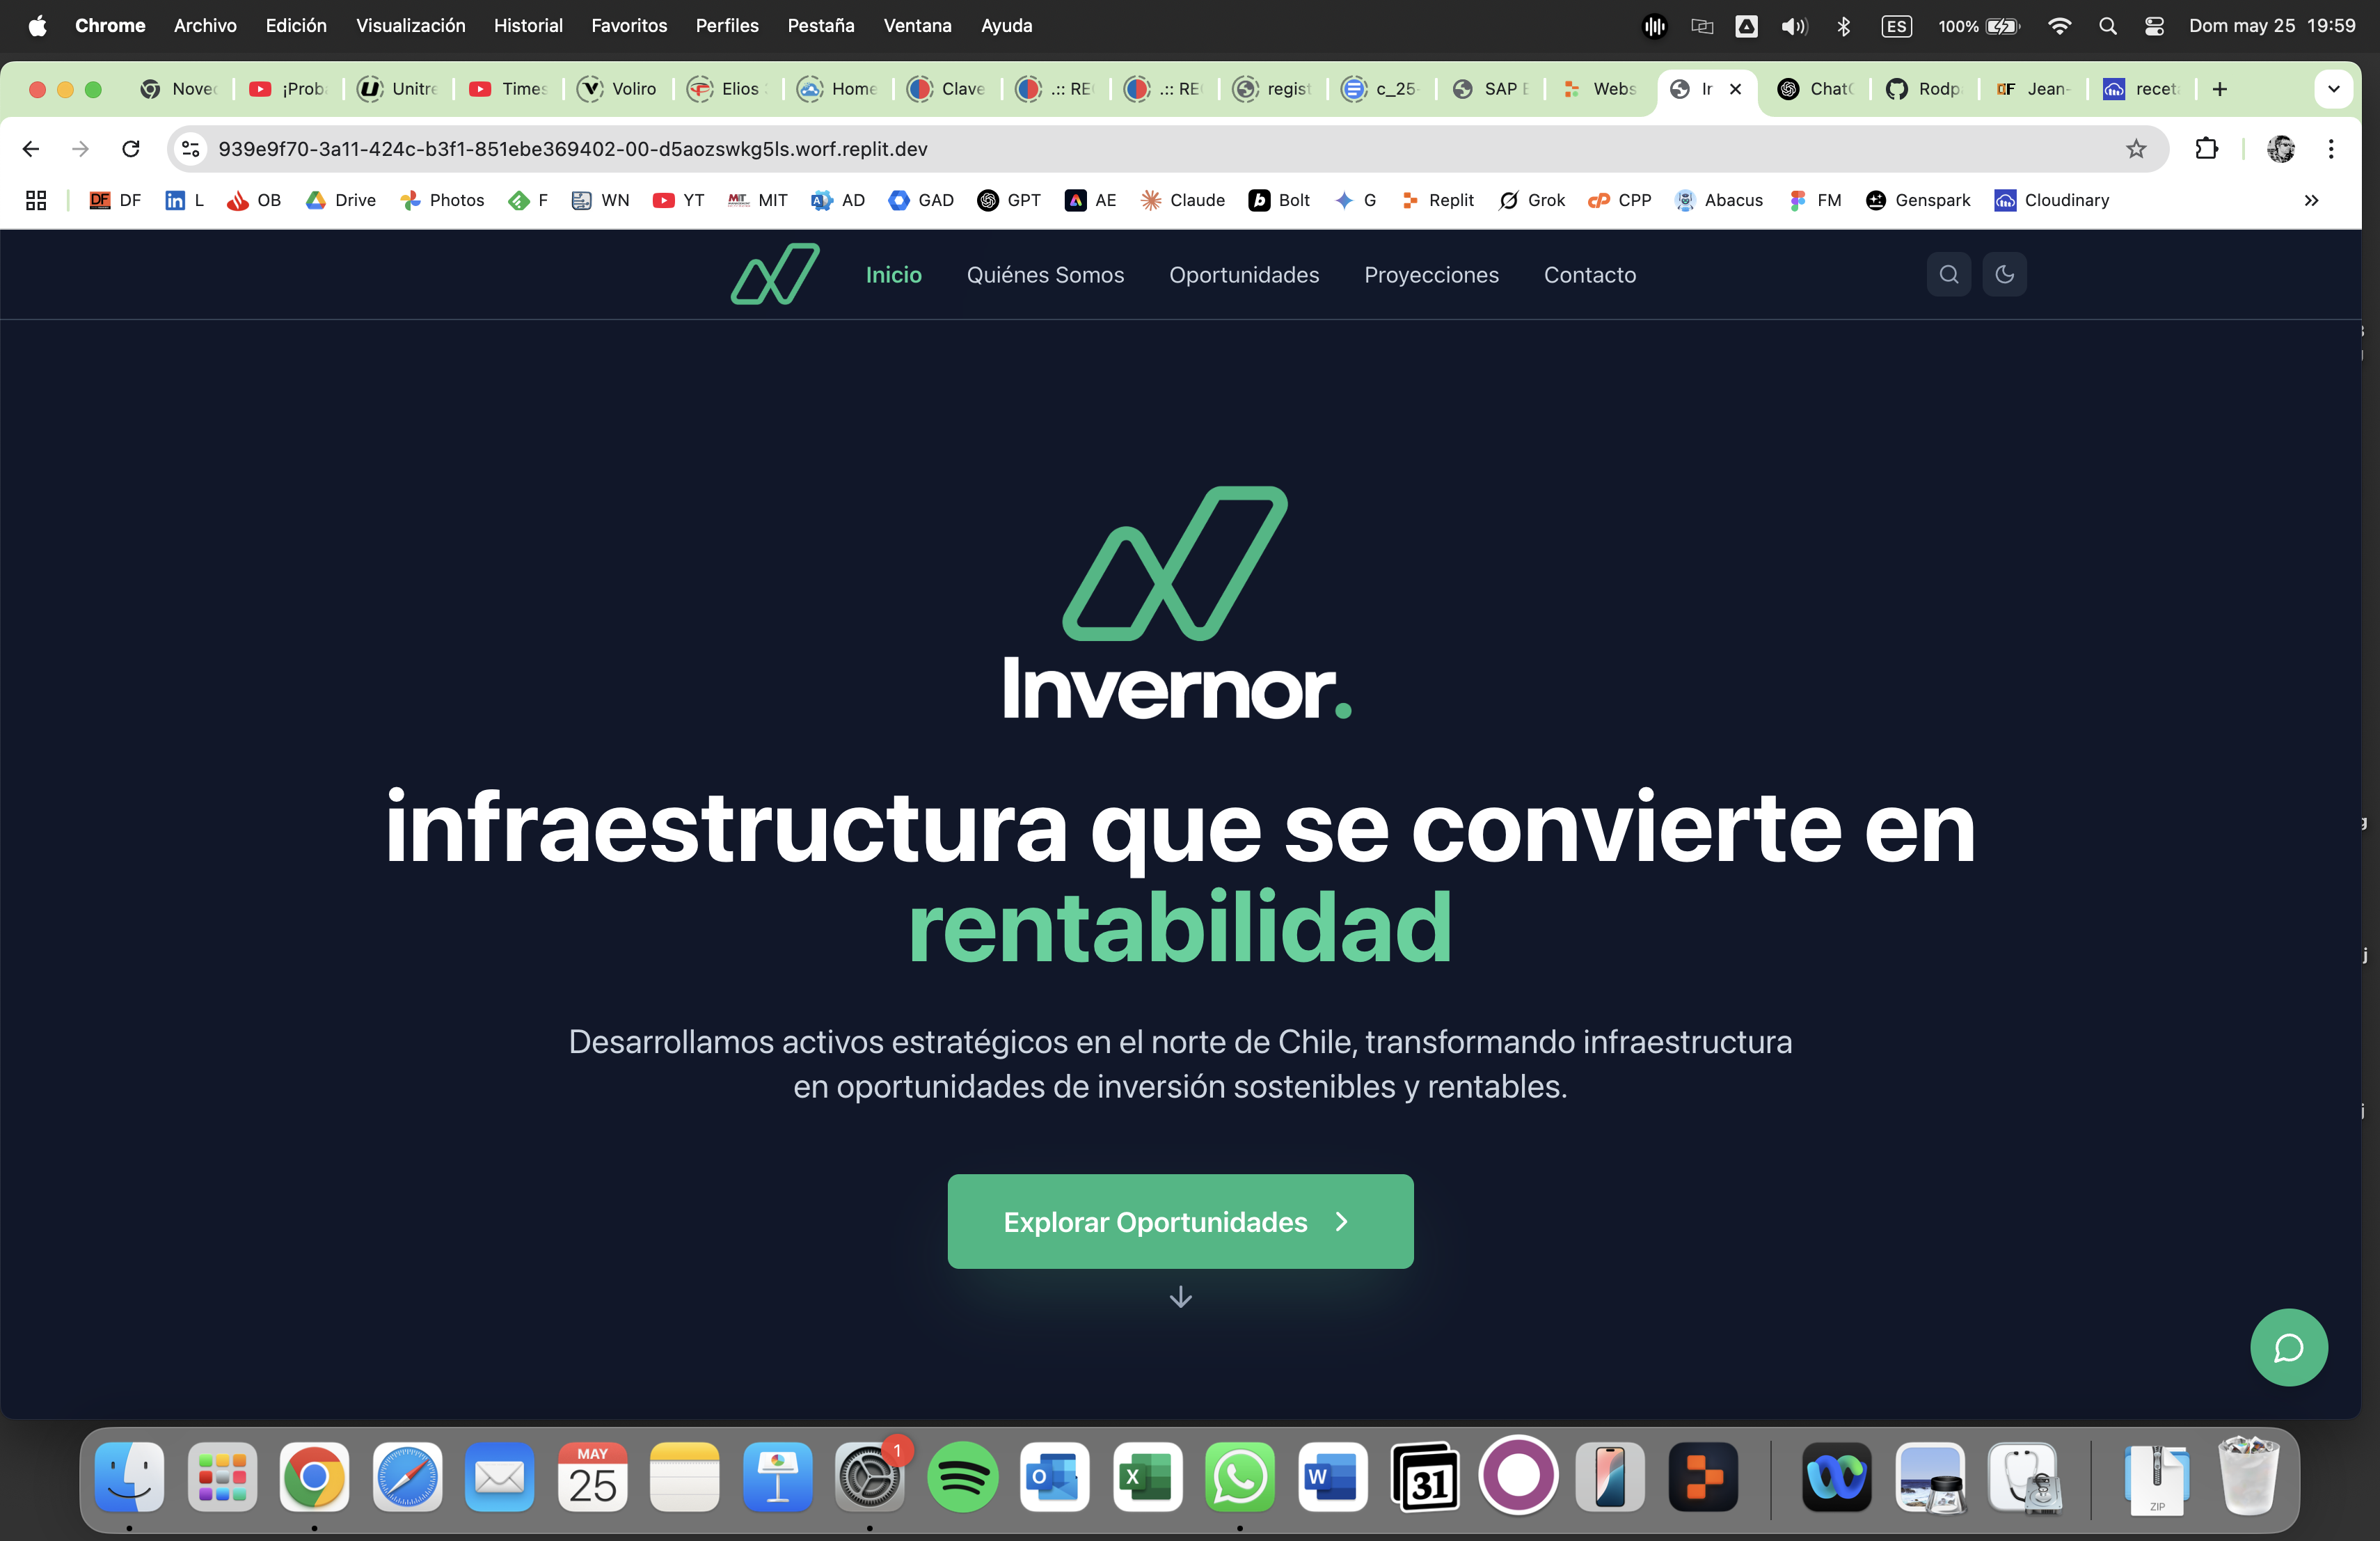 Chrome Archivo Edición Visualización Historial Favoritos Perfiles Pestaña Ventana Ayuda ES 100% Dom may 25 19:59
Nove ¡Prob Unitre Times Voliro Elios Home Clave .:: RE .:: RE regist c_25- SAP Webs Ir Chat Rodp Jean- recet
939e9f70-3a11-424c-b3f1-851ebe369402-00-d5aozswkg5ls.worf.replit.dev
DF DF L OB Drive Photos F WN YT MIT MIT AD GAD GPT AE Claude Bolt G Replit Grok CPP Abacus FM Genspark Cloudinary
Inicio Quiénes Somos Oportunidades Proyecciones Contacto
Invernor.
infraestructura que se convierte en
rentabilidad
Desarrollamos activos estratégicos en el norte de Chile, transformando infraestructura
en oportunidades de inversión sostenibles y rentables.
Explorar Oportunidades
MAY
25
1
31
ZIP